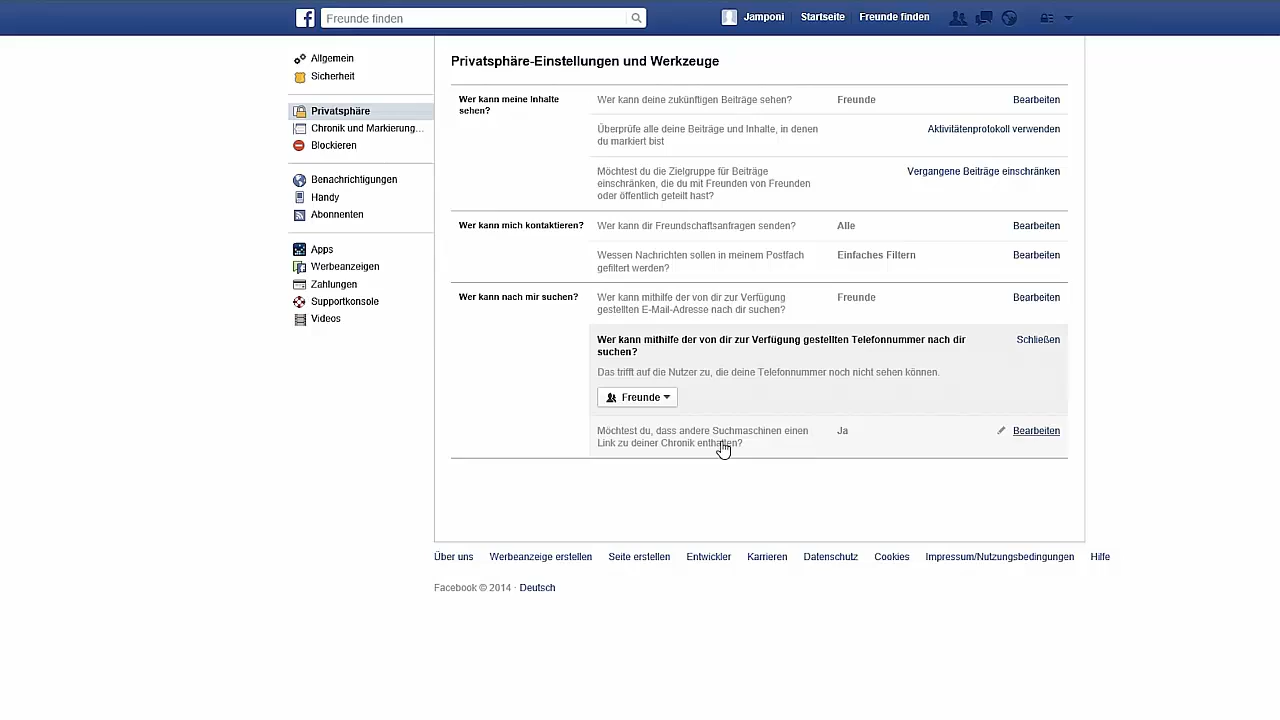 Freunde finden
Jamponi
Startseite
Freunde finden
Allgemein
Sicherheit
Privatsphäre
Chronik und Markierung...
Blockieren
Benachrichtigungen
Handy
Abonnenten
Apps
Werbeanzeigen
Zahlungen
Supportkonsole
Videos
Privatsphäre-Einstellungen und Werkzeuge
Wer kann meine Inhalte
sehen?
Wer kann deine zukünftigen Beiträge sehen?
Freunde
Bearbeiten
Überprüfe alle deine Beiträge und Inhalte, in denen
du markiert bist
Aktivitätenprotokoll verwenden
Möchtest du die Zielgruppe für Beiträge
einschränken, die du mit Freunden von Freunden
oder öffentlich geteilt hast?
Vergangene Beiträge einschränken
Wer kann mich kontaktieren?
Wer kann dir Freundschaftsanfragen senden?
Alle
Bearbeiten
Wessen Nachrichten sollen in meinem Postfach
gefiltert werden?
Einfaches Filtern
Bearbeiten
Wer kann nach mir suchen?
Wer kann mithilfe der von dir zur Verfügung
gestellten E-Mail-Adresse nach dir suchen?
Freunde
Bearbeiten
Wer kann mithilfe der von dir zur Verfügung gestellten Telefonnummer nach dir
suchen?
Schließen
Das trifft auf die Nutzer zu, die deine Telefonnummer noch nicht sehen können.
Freunde
Möchtest du, dass andere Suchmaschinen einen
Link zu deiner Chronik enthalten?
Ja
Bearbeiten
Über uns
Werbeanzeige erstellen
Seite erstellen
Entwickler
Karrieren
Datenschutz
Cookies
Impressum/Nutzungsbedingungen
Hilfe
Facebook © 2014 · Deutsch